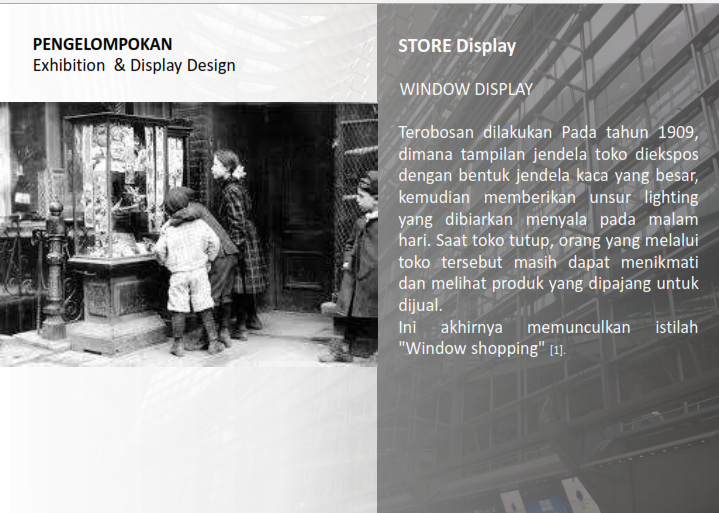 PENGELOMPOKAN
Exhibition & Display Design
STORE Display
WINDOW DISPLAY
Terobosan dilakukan Pada tahun 1909,
dimana tampilan jendela toko diekspos
dengan bentuk jendela kaca yang besar,
kemudian memberikan unsur lighting
yang dibiarkan menyala pada malam
hari. Saat toko tutup, orang yang melalui
toko tersebut masih dapat menikmati
dan melihat produk yang dipajang untuk
dijual.
Ini akhirnya memunculkan istilah
"Window shopping" [1].